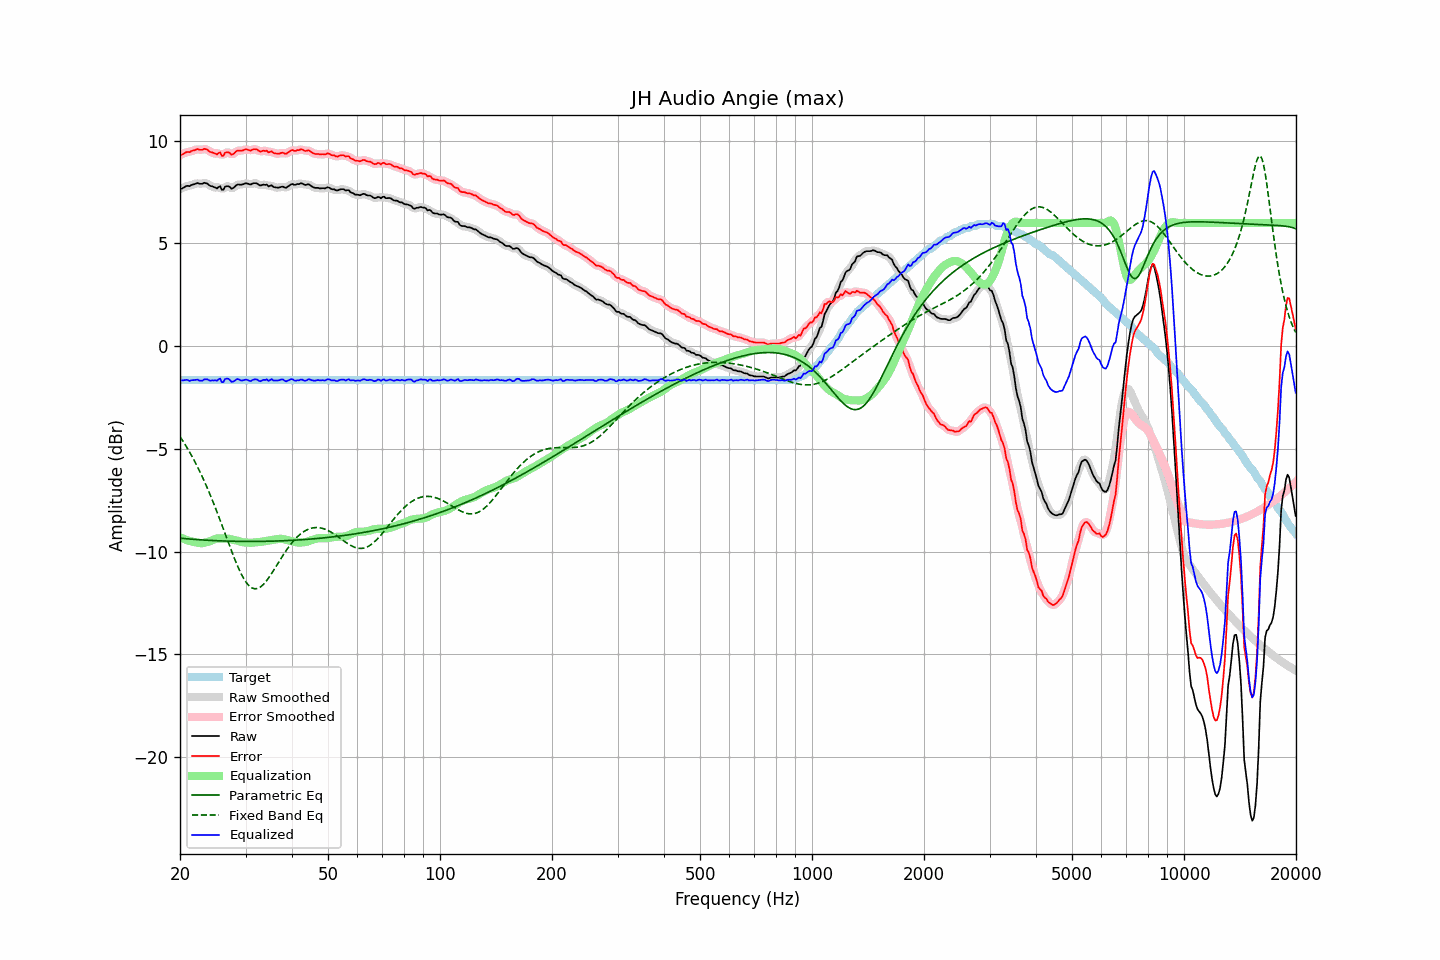 JH Audio Angie (max)
Amplitude (dBr)
10
5
0
−5
−10
−15
−20
Target
Raw Smoothed
Error Smoothed
Raw
Error
Equalization
Parametric Eq
Fixed Band Eq
Equalized
20 50 100 200 500 1000 2000 5000 10000 20000
Frequency (Hz)